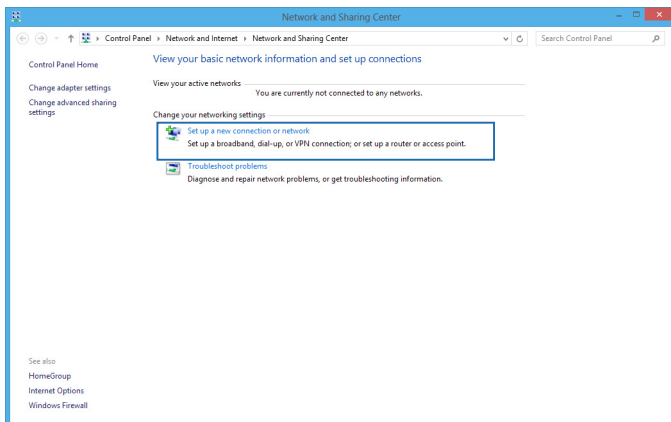 Network and Sharing Center
Control Panel Network and Internet Network and Sharing Center
Search Control Panel
Control Panel Home
Change adapter settings
Change advanced sharing
settings
See also
HomeGroup
Internet Options
Windows Firewall
View your basic network information and set up connections
View your active networks
You are currently not connected to any networks.
Change your networking settings
Set up a new connection or network
Set up a broadband, dial-up, or VPN connection; or set up a router or access point.
Troubleshoot problems
Diagnose and repair network problems, or get troubleshooting information.